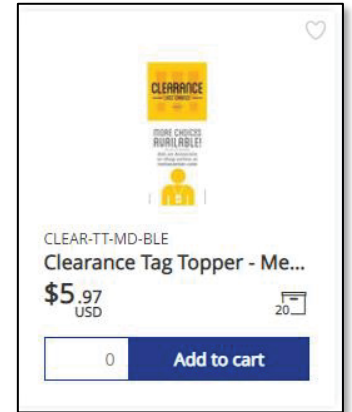 CLEARANCE
MORE CHOICES
AVAILABLE!
CLEAR-TT-MD-BLE
Clearance Tag Topper - Me...
$5.97
USD
20
0
Add to cart